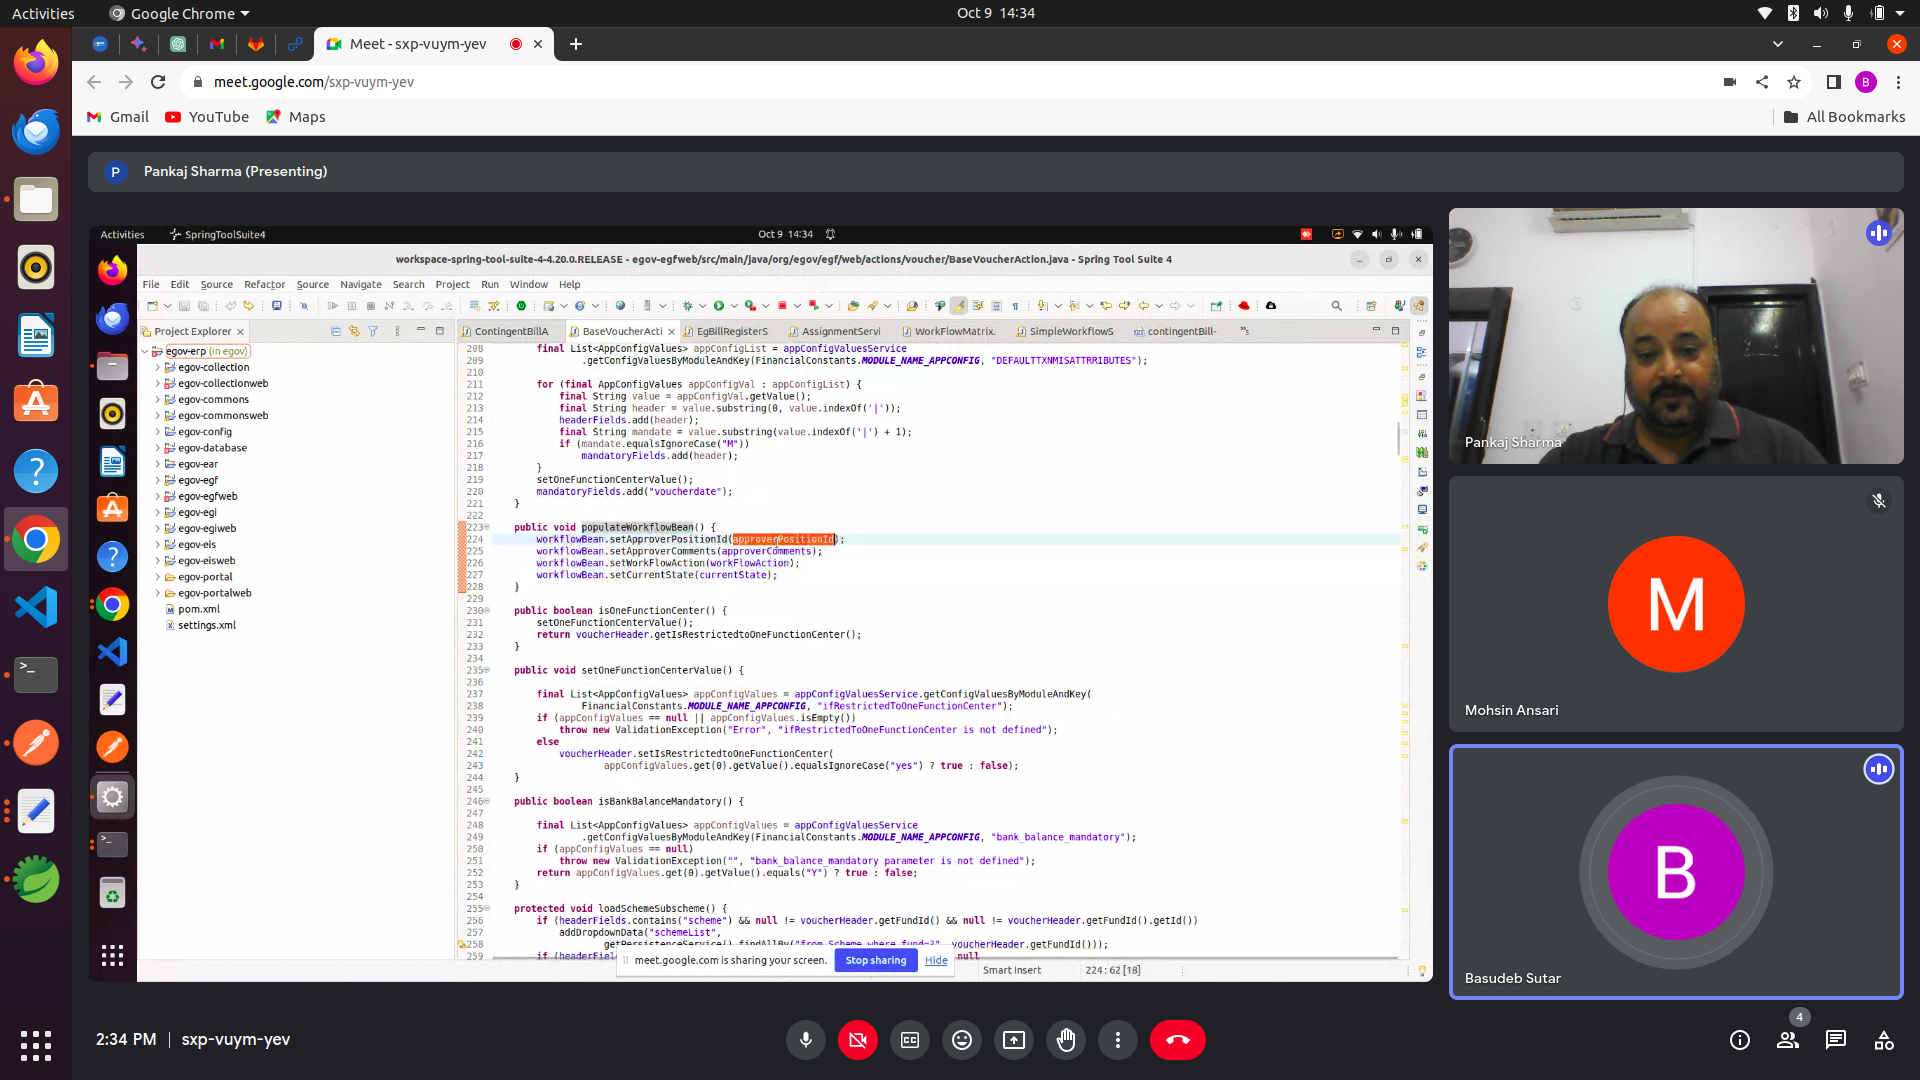 Activities
Google Chrome
Oct 9 14:34
Meet - sxp-vuym-yev
meet.google.com/sxp-vuym-yev
B
Gmail
YouTube
Maps
All Bookmarks
P
Pankaj Sharma (Presenting)
Activities
SpringToolSuite4
Oct 9 14:34
workspace-spring-tool-suite-4-4.20.0.RELEASE - egov-egfweb/src/main/java/org/egov/egf/web/actions/voucher/BaseVoucherAction.java - Spring Tool Suite 4
File Edit Source Refactor Source Navigate Search Project Run Window Help
Project Explorer
ContingentBillA
BaseVoucherActi
EgBillRegisterS
AssignmentServi
WorkFlowMatrix.
SimpleWorkflowS
contingentBill-
egov-erp (in egov)
egov-collection
egov-collectionweb
egov-commons
egov-commonsweb
egov-config
egov-database
egov-ear
egov-egf
egov-egfweb
egov-egi
egov-egiweb
egov-eis
egov-eisweb
egov-portal
egov-portalweb
pom.xml
settings.xml
208 final List<AppConfigValues> appConfigList = appConfigValuesService
209 .getConfigValuesByModuleAndKey(FinancialConstants.MODULE_NAME_APPCONFIG, "DEFAULTTXNMISATTRRIBUTES");
210
211 for (final AppConfigValues appConfigVal : appConfigList) {
212 final String value = appConfigVal.getValue();
213 final String header = value.substring(0, value.indexOf('|'));
214 headerFields.add(header);
215 final String mandate = value.substring(value.indexOf('|') + 1);
216 if (mandate.equalsIgnoreCase("M"))
217 mandatoryFields.add(header);
218 }
219 setOneFunctionCenterValue();
220 mandatoryFields.add("voucherdate");
221 }
222
223 public void populateWorkflowBean() {
224 workflowBean.setApproverPositionId(approverPositionId);
225 workflowBean.setApproverComments(approverComments);
226 workflowBean.setWorkFlowAction(workFlowAction);
227 workflowBean.setCurrentState(currentState);
228 }
229
230 public boolean isOneFunctionCenter() {
231 setOneFunctionCenterValue();
232 return voucherHeader.getIsRestrictedtoOneFunctionCenter();
233 }
234
235 public void setOneFunctionCenterValue() {
236
237 final List<AppConfigValues> appConfigValues = appConfigValuesService.getConfigValuesByModuleAndKey(
238 FinancialConstants.MODULE_NAME_APPCONFIG, "ifRestrictedToOneFunctionCenter");
239 if (appConfigValues == null || appConfigValues.isEmpty())
240 throw new ValidationException("Error", "ifRestrictedToOneFunctionCenter is not defined");
241 else
242 voucherHeader.setIsRestrictedtoOneFunctionCenter(
243 appConfigValues.get(0).getValue().equalsIgnoreCase("yes") ? true : false);
244 }
245
246 public boolean isBankBalanceMandatory() {
247
248 final List<AppConfigValues> appConfigValues = appConfigValuesService
249 .getConfigValuesByModuleAndKey(FinancialConstants.MODULE_NAME_APPCONFIG, "bank_balance_mandatory");
250 if (appConfigValues == null)
251 throw new ValidationException("", "bank_balance_mandatory parameter is not defined");
252 return appConfigValues.get(0).getValue().equals("Y") ? true : false;
253 }
254
255 protected void loadSchemeSubscheme() {
256 if (headerFields.contains("scheme") && null != voucherHeader.getFundId() && null != voucherHeader.getFundId().getId())
257 addDropdownData("schemeList",
258 getPersistenceService().findAllBy("from Scheme where fund=?", voucherHeader.getFundId()));
259 if (headerFiel null
meet.google.com is sharing your screen.
Stop sharing
Hide
Smart Insert
224 : 62 [18]
Pankaj Sharma
M
Mohsin Ansari
B
Basudeb Sutar
2:34 PM | sxp-vuym-yev
4